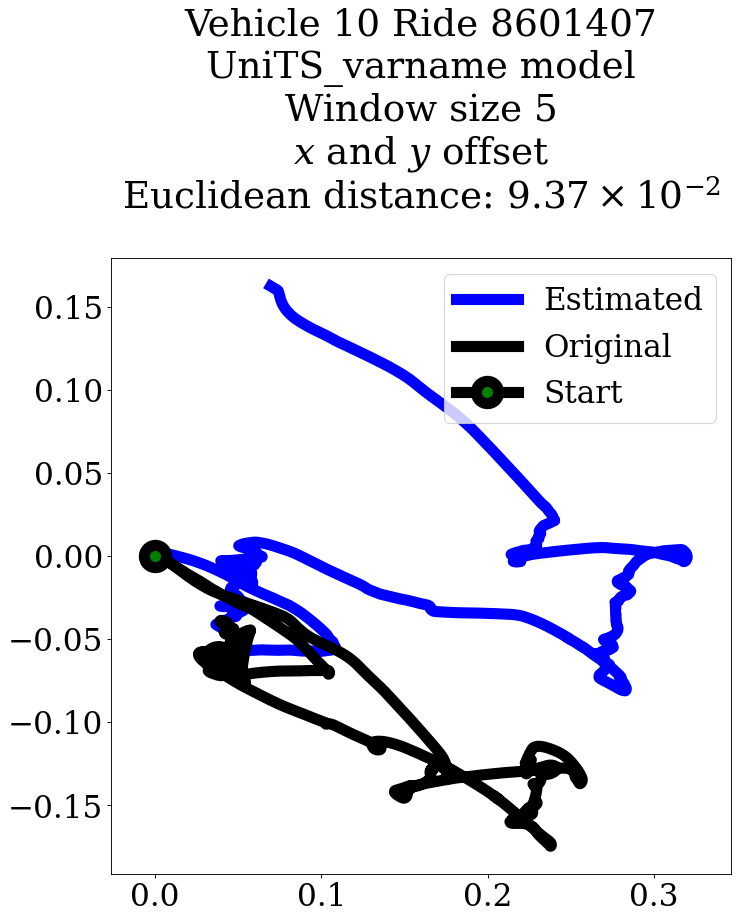 Vehicle 10 Ride 8601407
UniTS_varname model
Window size 5
x and y offset
Euclidean distance: 9.37 × 10⁻²
Estimated
Original
Start
0.15
0.10
0.05
0.00
−0.05
−0.10
−0.15
0.0 0.1 0.2 0.3